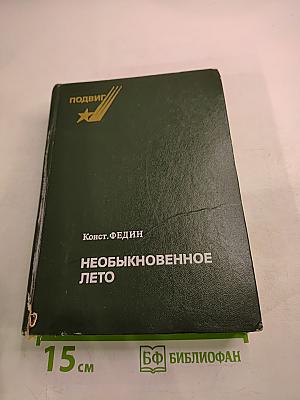 ПОДВИГ
Конст. ФЕДИН
НЕОБЫКНОВЕННОЕ
ЛЕТО
15 см
БФ БИБЛИОФАН